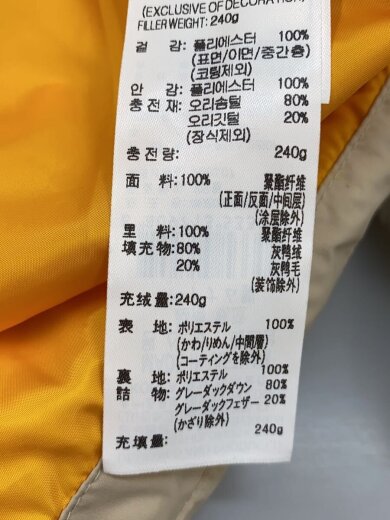 (EXCLUSIVE OF DECORATION)
FILLER WEIGHT: 240g
겉 감: 폴리에스터 100%
(표면/이면/중간층)
(코팅제외)
안 감: 폴리에스터 100%
충 전 재: 오리솜털 80%
오리깃털 20%
(장식제외)
충 전량: 240g
面 料:100% 聚酯纤维
(正面/反面/中间层)
(涂层除外)
里 料:100% 聚酯纤维
填充物:80% 灰鸭绒
20% 灰鸭毛
(装饰除外)
充绒量:240g
表 地: ポリエステル 100%
(かわ/りめん/中間層)
(コーティングを除外)
裏 地: ポリエステル 100%
詰 物: グレーダックダウン 80%
グレーダックフェザー 20%
(かざり除外)
充填量: 240g